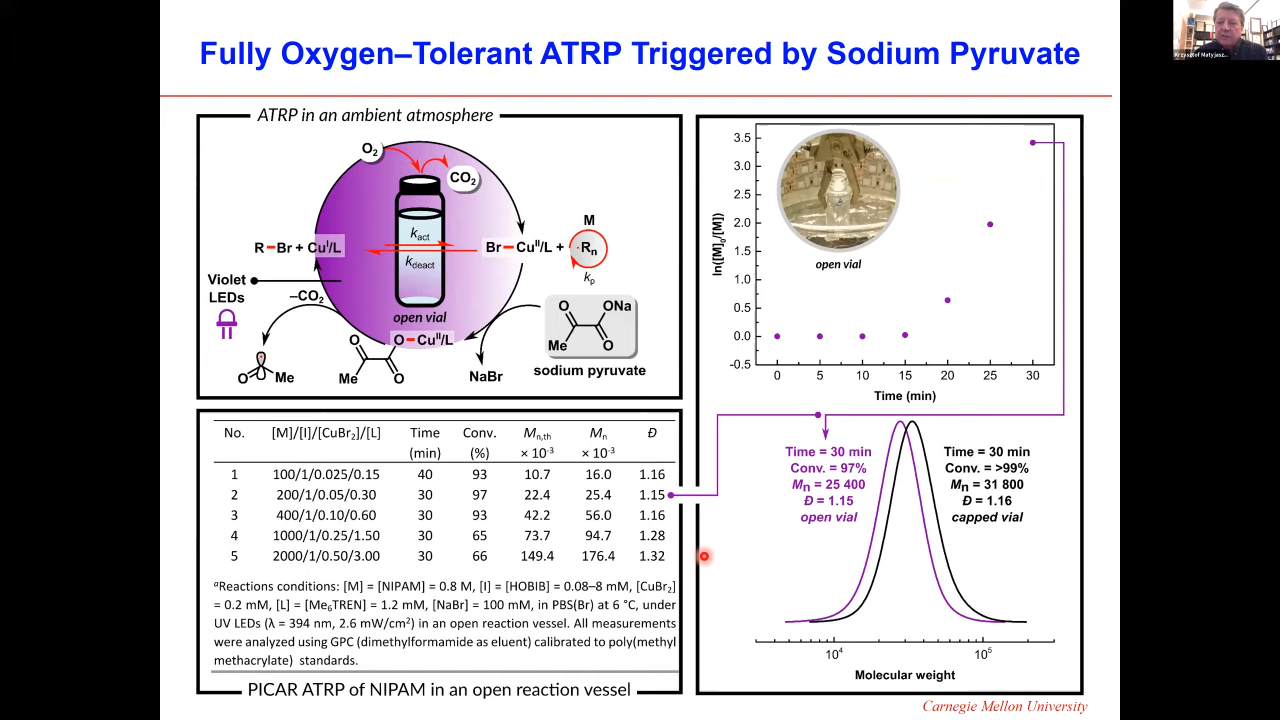 Fully Oxygen–Tolerant ATRP Triggered by Sodium Pyruvate
Krzysztof Matyjasz...
ATRP in an ambient atmosphere
O₂
CO₂
M
R–Br + Cuᴵ/L
k_act
k_deact
Br–Cuᴵᴵ/L + ·Rₙ
kₚ
Violet
LEDs
–CO₂
open vial
O ONa
Me O
sodium pyruvate
O O–Cuᴵᴵ/L
Me O
O Me
NaBr
No. [M]/[I]/[CuBr₂]/[L] Time (min) Conv. (%) Mn,th × 10⁻³ Mn × 10⁻³ Đ
1 100/1/0.025/0.15 40 93 10.7 16.0 1.16
2 200/1/0.05/0.30 30 97 22.4 25.4 1.15
3 400/1/0.10/0.60 30 93 42.2 56.0 1.16
4 1000/1/0.25/1.50 30 65 73.7 94.7 1.28
5 2000/1/0.50/3.00 30 66 149.4 176.4 1.32
ᵃReactions conditions: [M] = [NIPAM] = 0.8 M, [I] = [HOBIB] = 0.08–8 mM, [CuBr₂]
= 0.2 mM, [L] = [Me₆TREN] = 1.2 mM, [NaBr] = 100 mM, in PBS(Br) at 6 °C, under
UV LEDs (λ = 394 nm, 2.6 mW/cm²) in an open reaction vessel. All measurements
were analyzed using GPC (dimethylformamide as eluent) calibrated to poly(methyl
methacrylate) standards.
PICAR ATRP of NIPAM in an open reaction vessel
ln([M]₀/[M])
3.5
3.0
2.5
2.0
1.5
1.0
0.5
0.0
-0.5
open vial
0 5 10 15 20 25 30
Time (min)
Time = 30 min
Conv. = 97%
Mn = 25 400
Đ = 1.15
open vial
Time = 30 min
Conv. = >99%
Mn = 31 800
Đ = 1.16
capped vial
10⁴ 10⁵
Molecular weight
Carnegie Mellon University